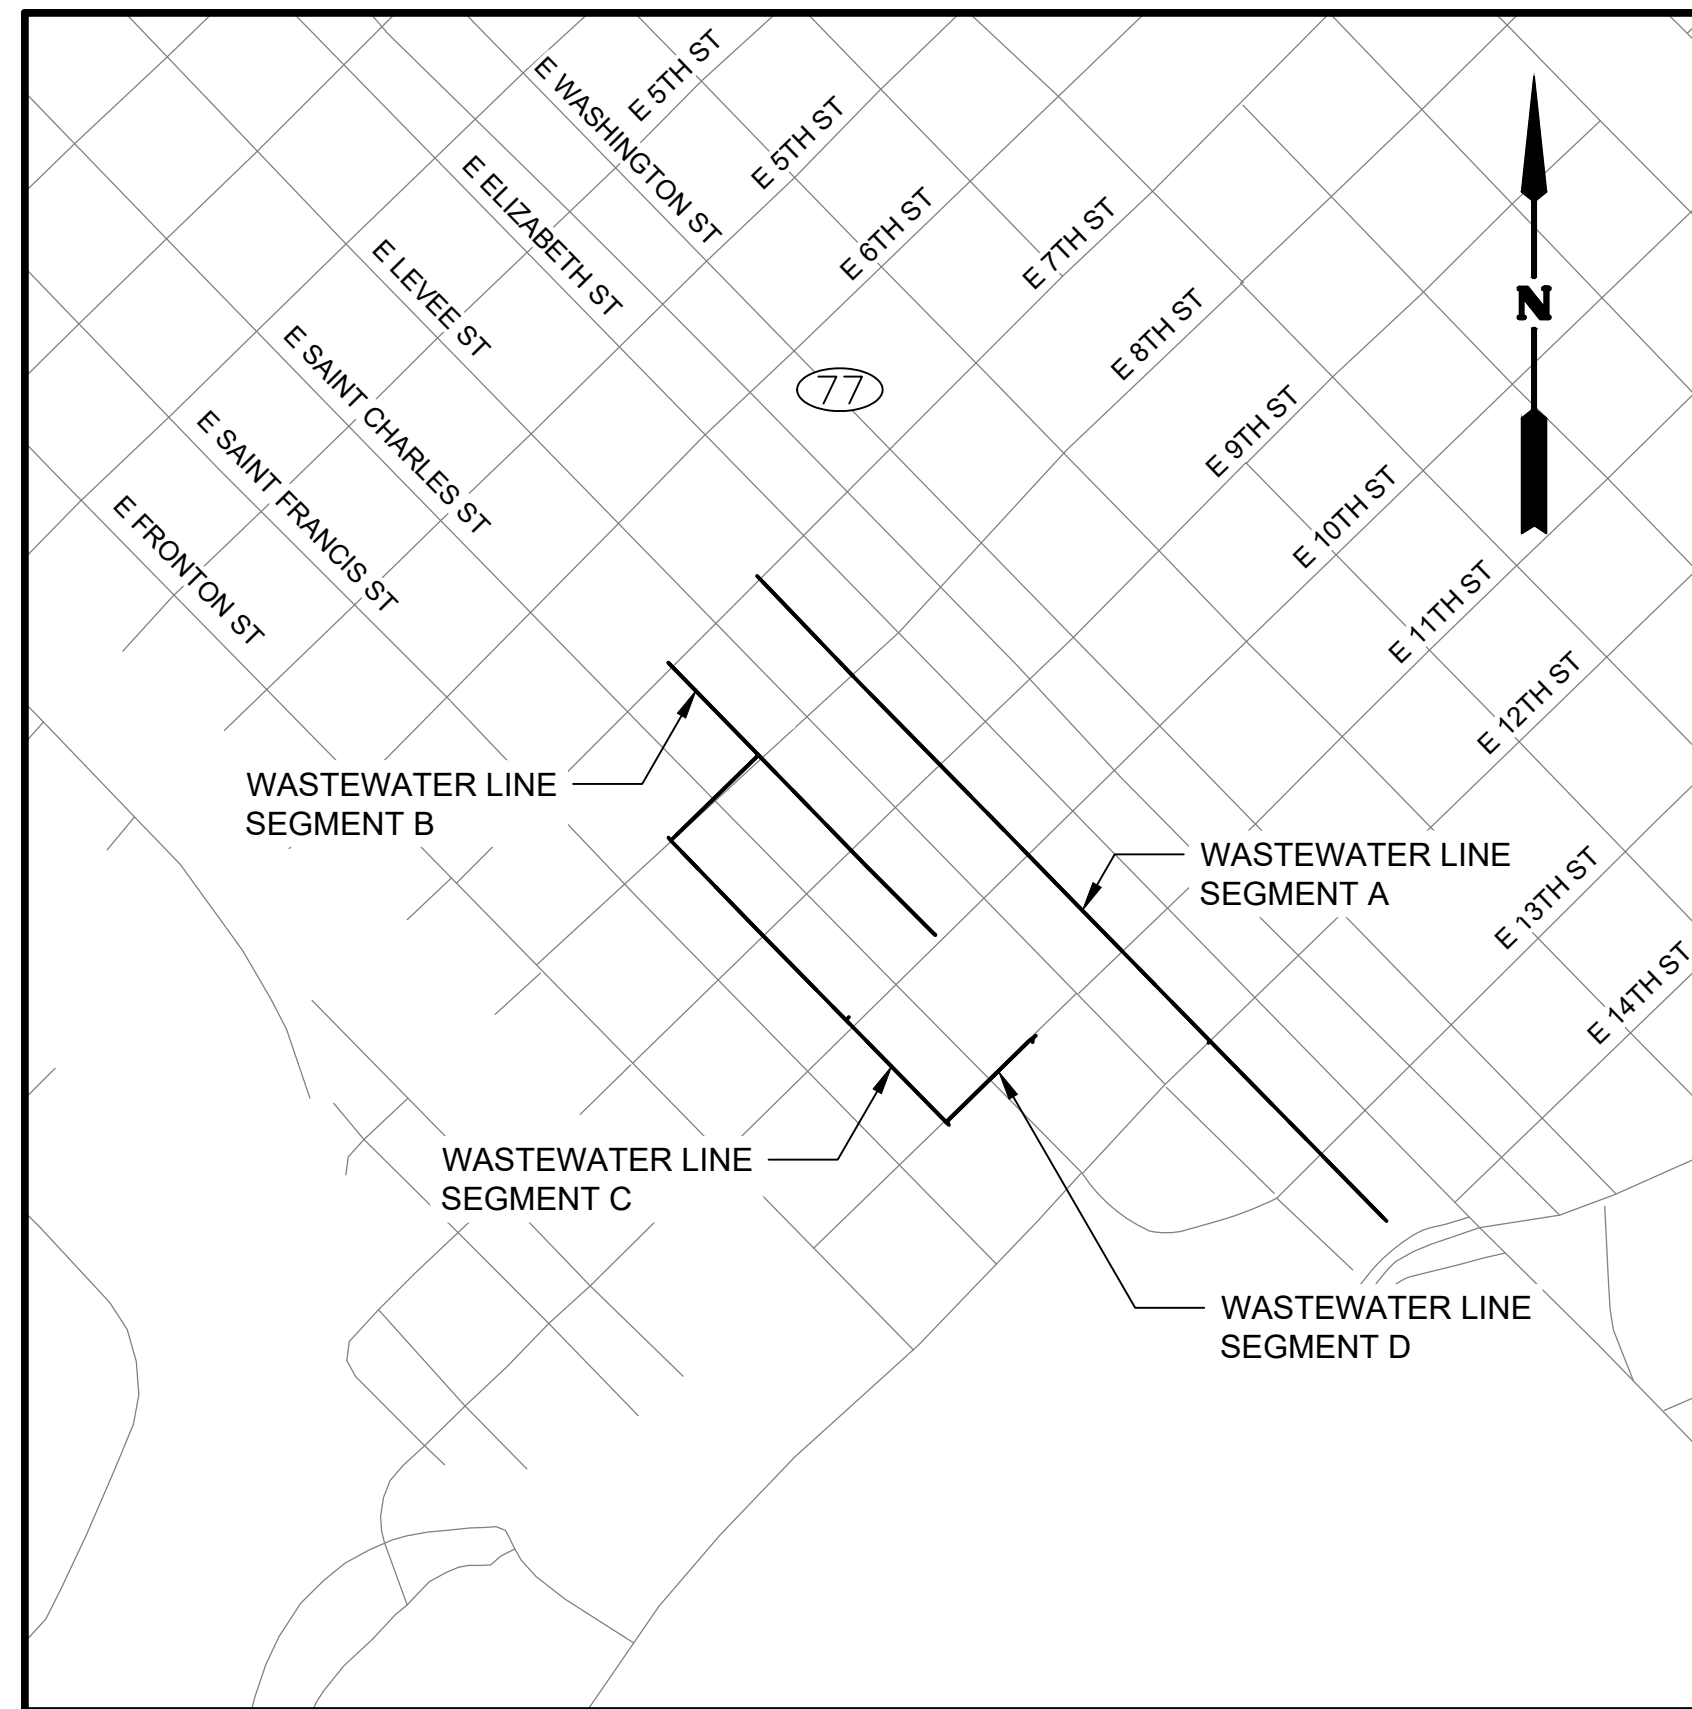 E 5TH ST
E WASHINGTON ST
E 5TH ST
E ELIZABETH ST
E 6TH ST
E 7TH ST
E LEVEE ST
E 8TH ST
N
E SAINT CHARLES ST
77
E 9TH ST
E SAINT FRANCIS ST
E 10TH ST
E FRONTON ST
E 11TH ST
E 12TH ST
WASTEWATER LINE
SEGMENT B
WASTEWATER LINE
SEGMENT A
E 13TH ST
E 14TH ST
WASTEWATER LINE
SEGMENT C
WASTEWATER LINE
SEGMENT D